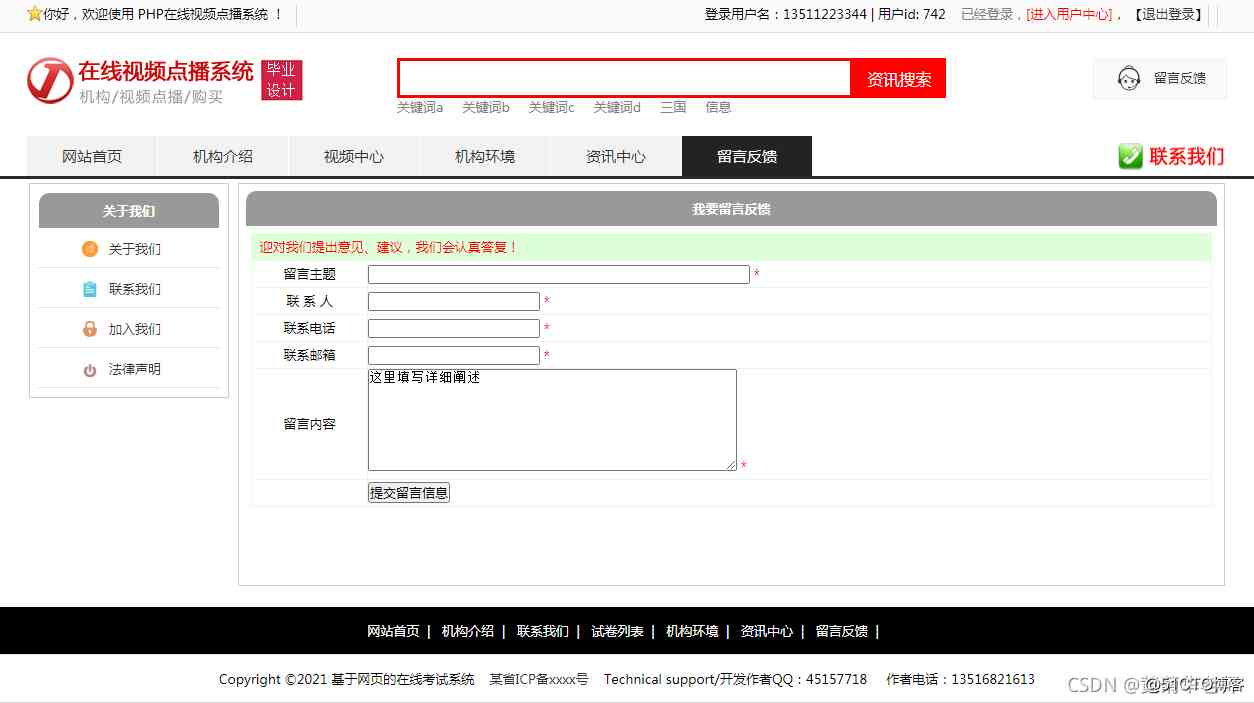 你好，欢迎使用 PHP在线视频点播系统 ！
登录用户名：13511223344 | 用户id: 742 已经登录，[进入用户中心]，【退出登录】
在线视频点播系统 毕业设计
机构/视频点播/购买
资讯搜索
留言反馈
关键词a 关键词b 关键词c 关键词d 三国 信息
网站首页 机构介绍 视频中心 机构环境 资讯中心 留言反馈
联系我们
关于我们
关于我们
联系我们
加入我们
法律声明
我要留言反馈
迎对我们提出意见、建议，我们会认真答复！
留言主题 *
联 系 人 *
联系电话 *
联系邮箱 *
留言内容 这里填写详细阐述 *
提交留言信息
网站首页 | 机构介绍 | 联系我们 | 试卷列表 | 机构环境 | 资讯中心 | 留言反馈 |
Copyright ©2021 基于网页的在线考试系统 某省ICP备xxxx号 Technical support/开发作者QQ：45157718 作者电话：13516821613
CSDN @51CTO博客